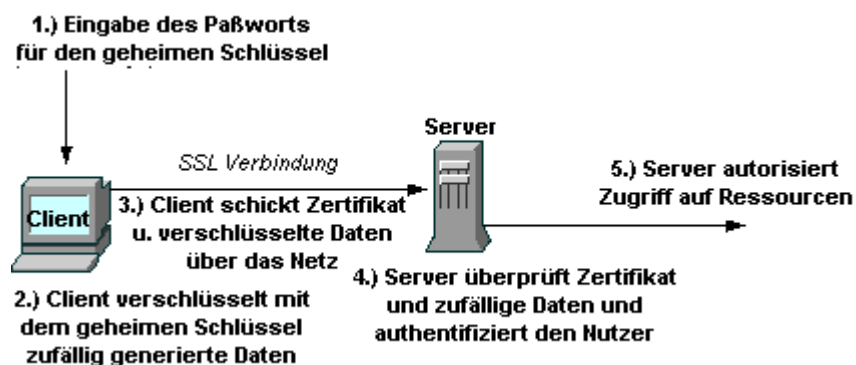 1.) Eingabe des Paßworts
für den geheimen Schlüssel
Server
SSL Verbindung
5.) Server autorisiert
Zugriff auf Ressourcen
Client
3.) Client schickt Zertifikat
u. verschlüsselte Daten
über das Netz
4.) Server überprüft Zertifikat
und zufällige Daten und
authentifiziert den Nutzer
2.) Client verschlüsselt mit
dem geheimen Schlüssel
zufällig generierte Daten